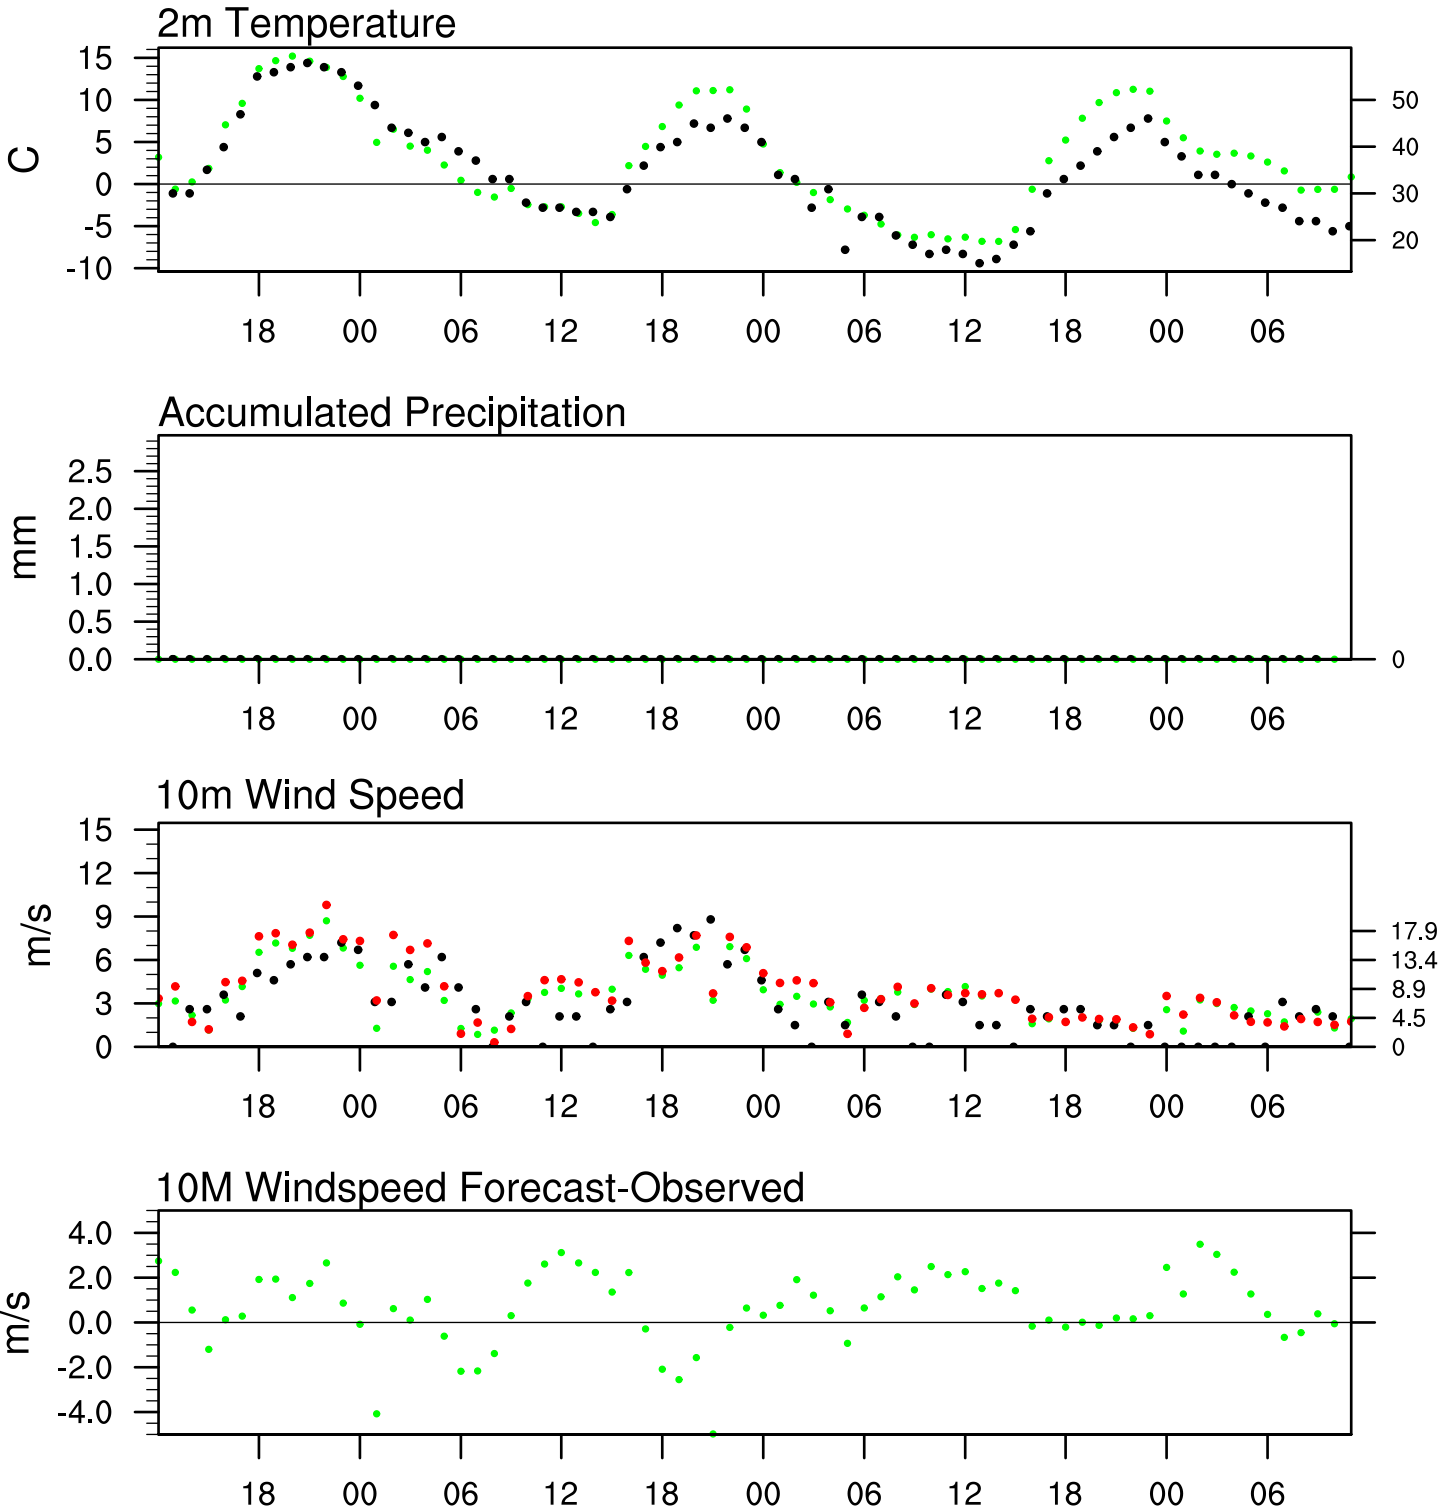 2m Temperature
15
10
5
0
-5
-10
C
50
40
30
20
18 00 06 12 18 00 06 12 18 00 06
Accumulated Precipitation
2.5
2.0
1.5
1.0
0.5
0.0
mm
0
18 00 06 12 18 00 06 12 18 00 06
10m Wind Speed
15
12
9
6
3
0
m/s
17.9
13.4
8.9
4.5
0
18 00 06 12 18 00 06 12 18 00 06
10M Windspeed Forecast-Observed
4.0
2.0
0.0
-2.0
-4.0
m/s
18 00 06 12 18 00 06 12 18 00 06